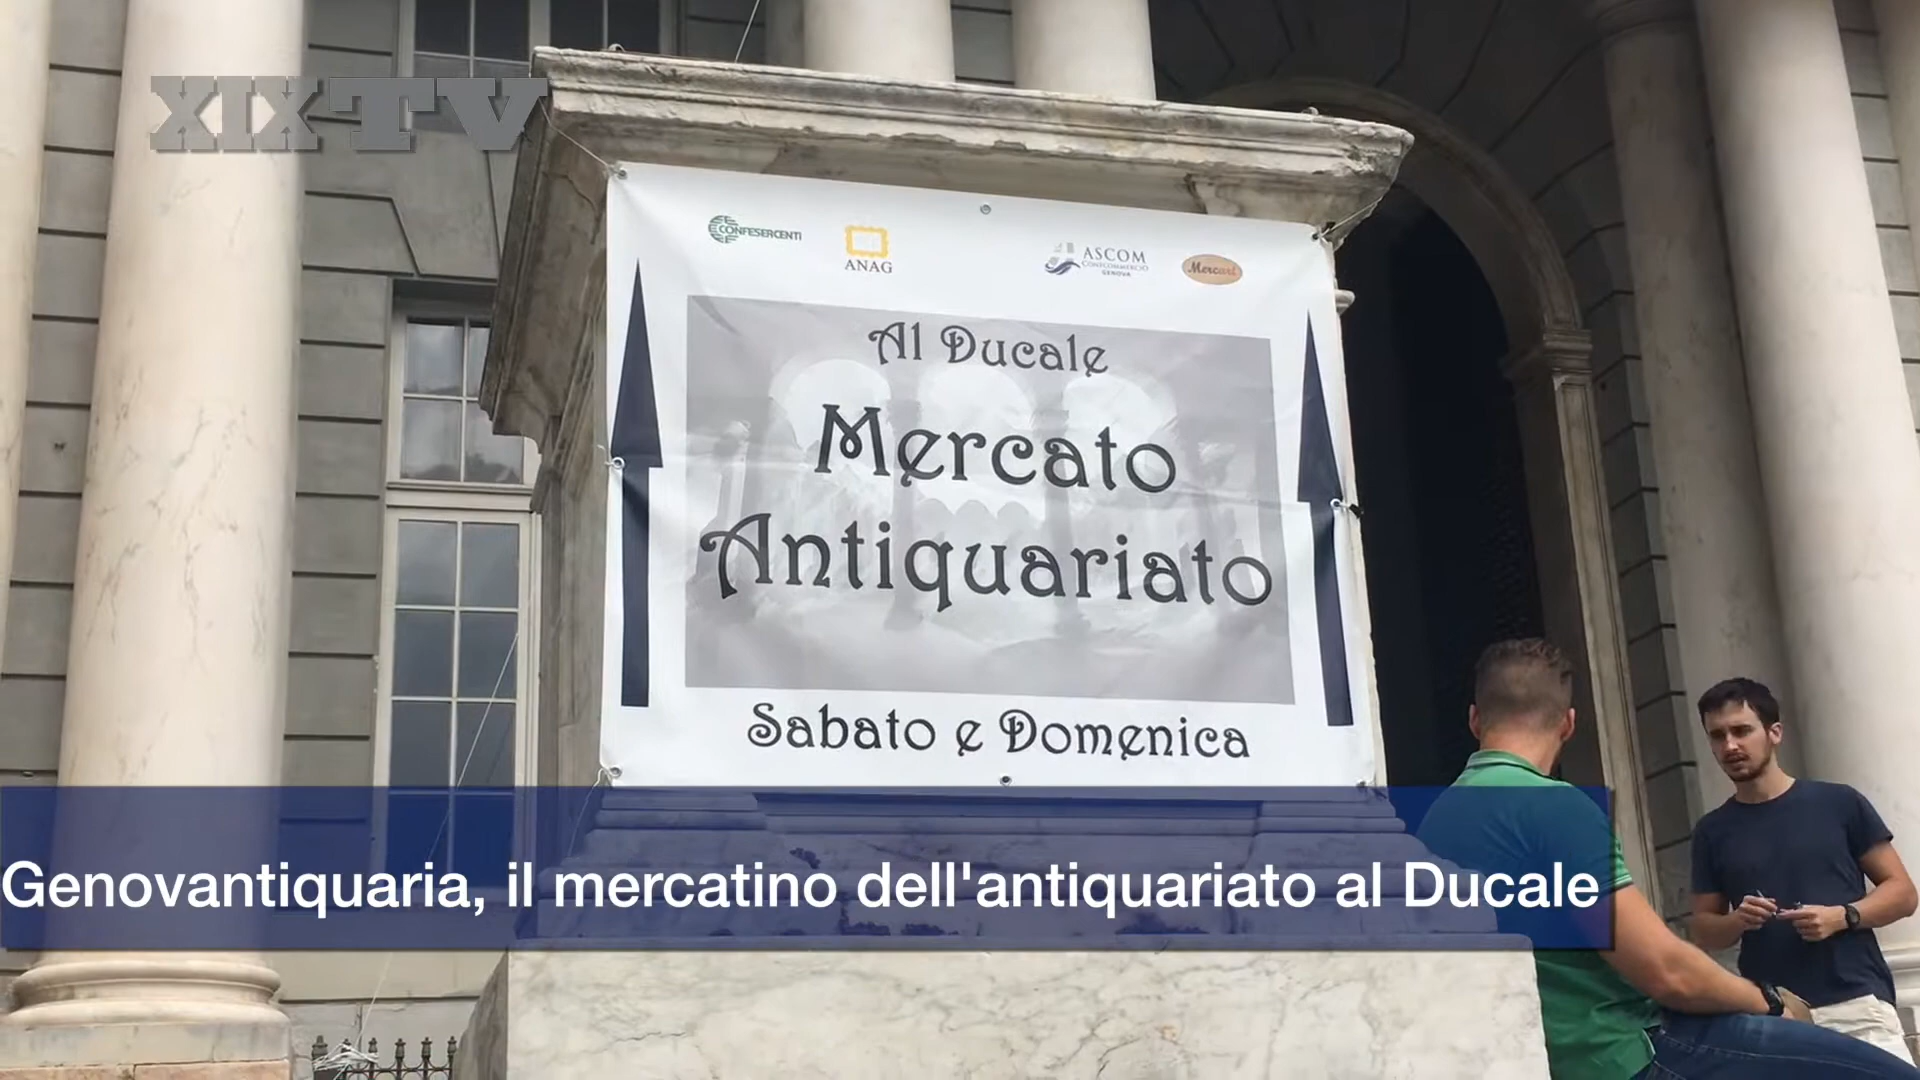 XIX TV
CONFESERCENTI
ANAG
ASCOM
CONFCOMMERCIO
GENOVA
Mercart
Al Ducale
Mercato
Antiquariato
Sabato e Domenica
Genovantiquaria, il mercatino dell'antiquariato al Ducale